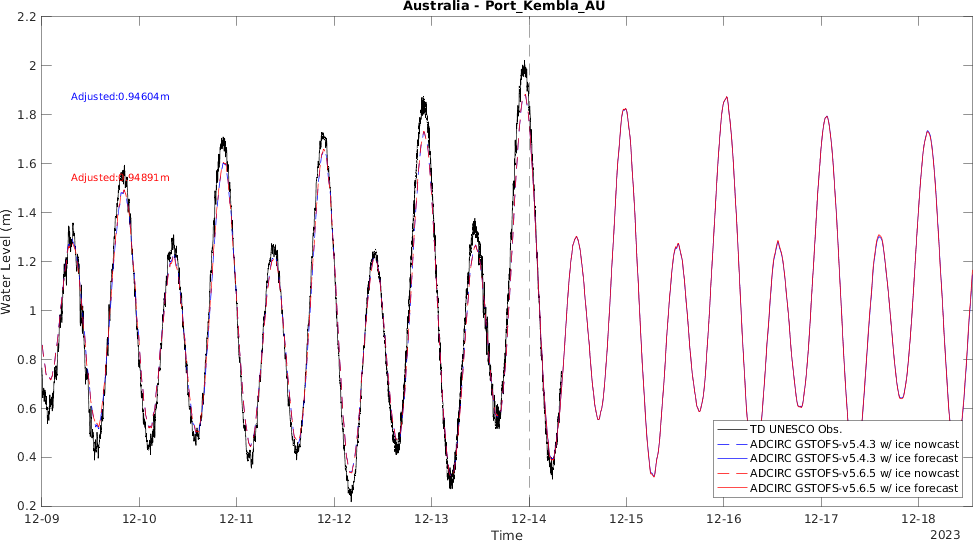 Australia - Port_Kembla_AU
2.2
2
1.8
1.6
1.4
1.2
1
0.8
0.6
0.4
0.2
Water Level (m)
Adjusted:0.94604m
Adjusted:0.94891m
TD UNESCO Obs.
ADCIRC GSTOFS-v5.4.3 w/ ice nowcast
ADCIRC GSTOFS-v5.4.3 w/ ice forecast
ADCIRC GSTOFS-v5.6.5 w/ ice nowcast
ADCIRC GSTOFS-v5.6.5 w/ ice forecast
12-09 12-10 12-11 12-12 12-13 12-14 12-15 12-16 12-17 12-18
Time
2023